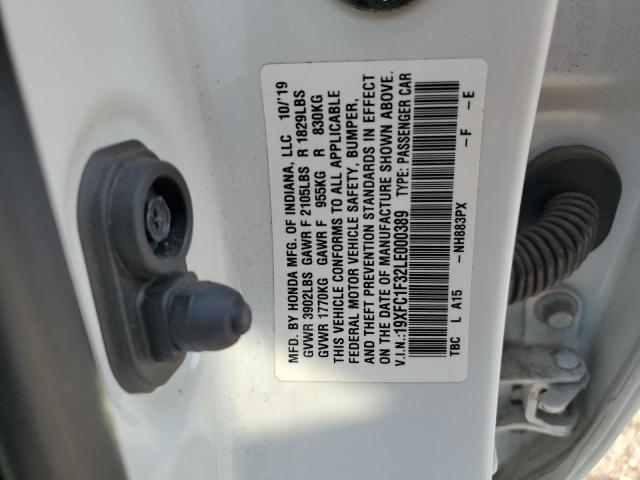 MFD. BY HONDA MFG. OF INDIANA, LLC 10/'19
GVWR 3902LBS GAWR F 2105LBS R 1829LBS
GVWR 1770KG GAWR F 955KG R 830KG
THIS VEHICLE CONFORMS TO ALL APPLICABLE
FEDERAL MOTOR VEHICLE SAFETY, BUMPER,
AND THEFT PREVENTION STANDARDS IN EFFECT
ON THE DATE OF MANUFACTURE SHOWN ABOVE.
V.I.N.:19XFC1F32LE000389 TYPE: PASSENGER CAR
TBC L A15 -NH883PX -F -E